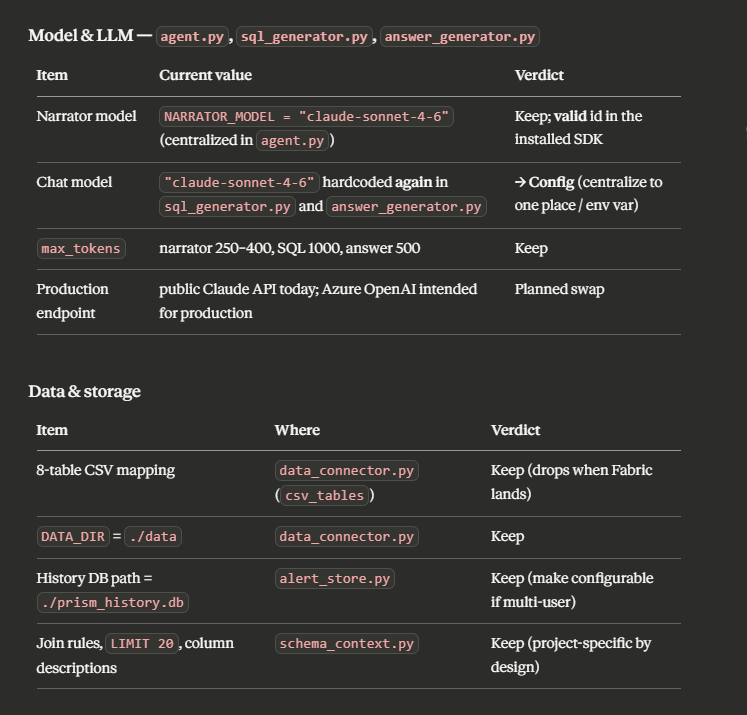 Model & LLM — agent.py, sql_generator.py, answer_generator.py
Item Current value Verdict
Narrator model NARRATOR_MODEL = "claude-sonnet-4-6" Keep; valid id in the
(centralized in agent.py) installed SDK
Chat model "claude-sonnet-4-6" hardcoded again in → Config (centralize to
sql_generator.py and answer_generator.py one place / env var)
max_tokens narrator 250–400, SQL 1000, answer 500 Keep
Production public Claude API today; Azure OpenAI intended Planned swap
endpoint for production
Data & storage
Item Where Verdict
8-table CSV mapping data_connector.py Keep (drops when Fabric
(csv_tables) lands)
DATA_DIR = ./data data_connector.py Keep
History DB path = alert_store.py Keep (make configurable
./prism_history.db if multi-user)
Join rules, LIMIT 20, column schema_context.py Keep (project-specific by
descriptions design)